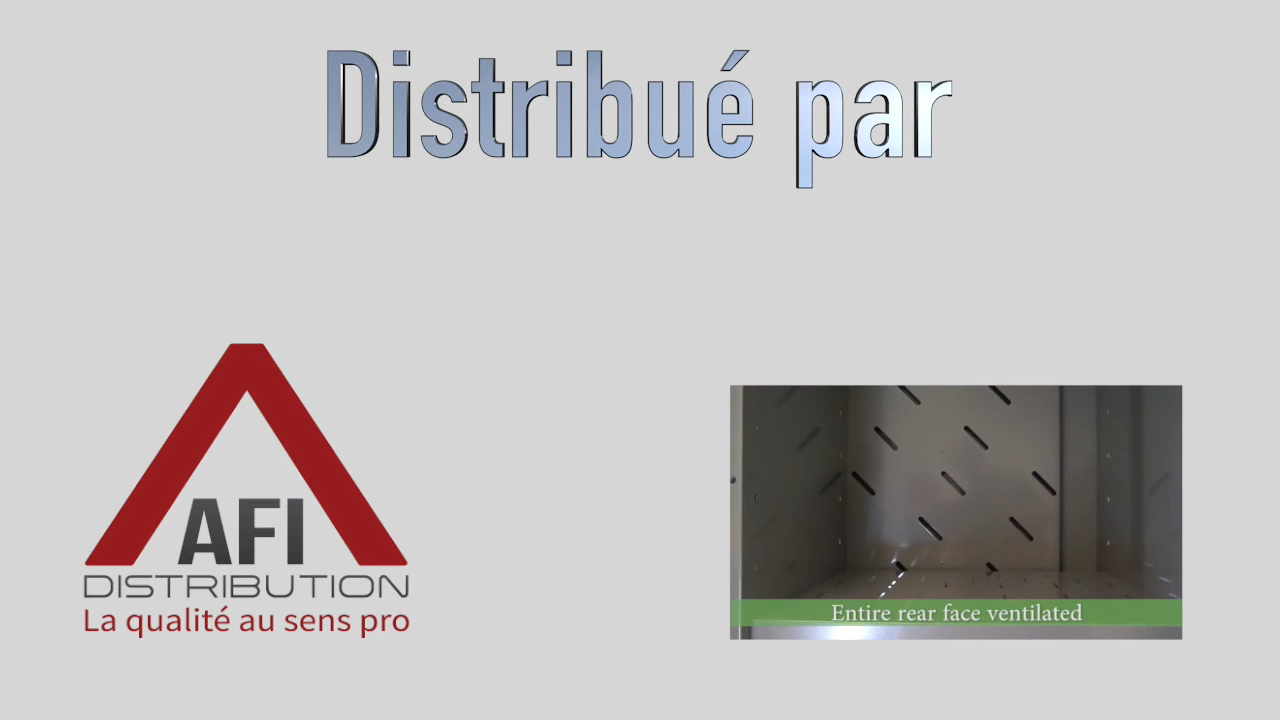 Distribué par
AFI
DISTRIBUTION
La qualité au sens pro
Entire rear face ventilated